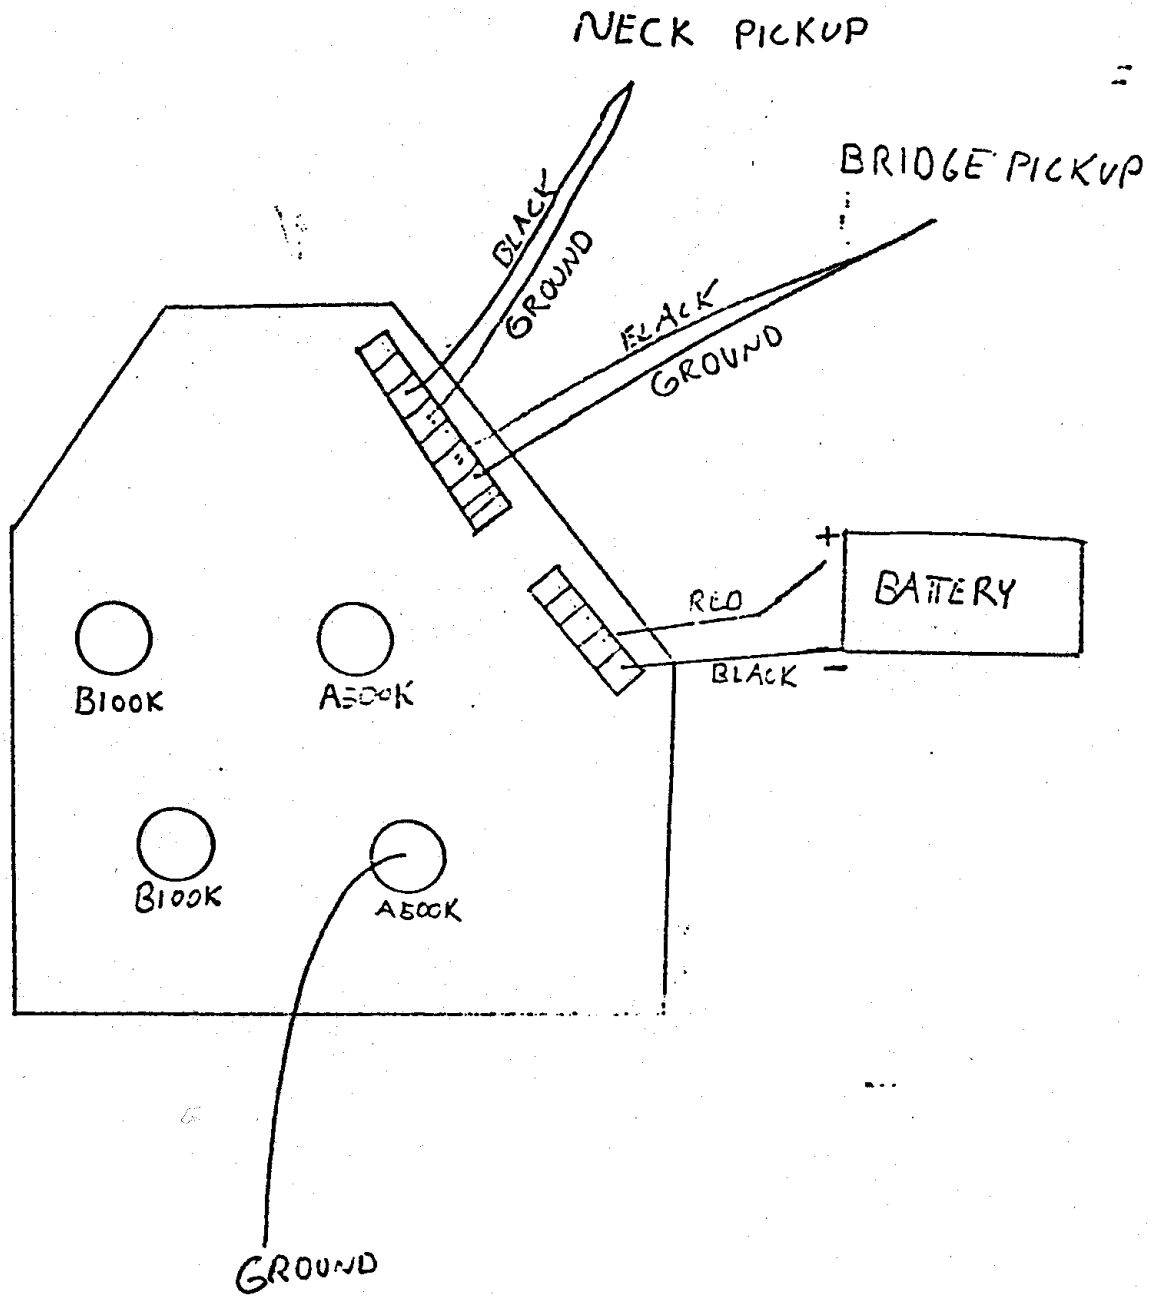 NECK PICKUP
BRIDGE PICKUP
BLACK
GROUND
BLACK
GROUND
+
BATTERY
RED
BLACK
-
B100K
A500K
B100K
A500K
GROUND